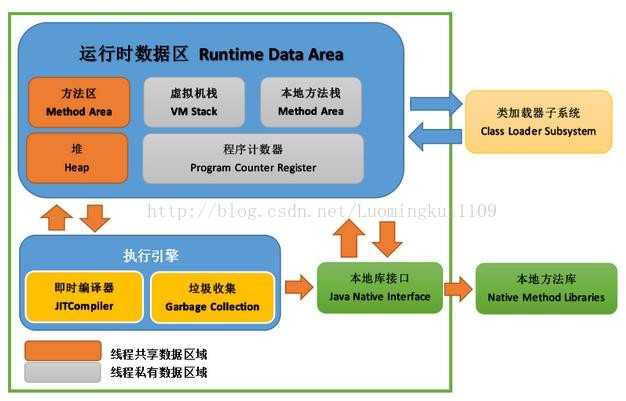 运行时数据区 Runtime Data Area
方法区
Method Area
虚拟机栈
VM Stack
本地方法栈
Method Area
堆
Heap
程序计数器
Program Counter Register
类加载器子系统
Class Loader Subsystem
http://blog.csdn.net/Luomingkui1109
执行引擎
即时编译器
JITCompiler
垃圾收集
Garbage Collection
本地库接口
Java Native Interface
本地方法库
Native Method Libraries
线程共享数据区域
线程私有数据区域